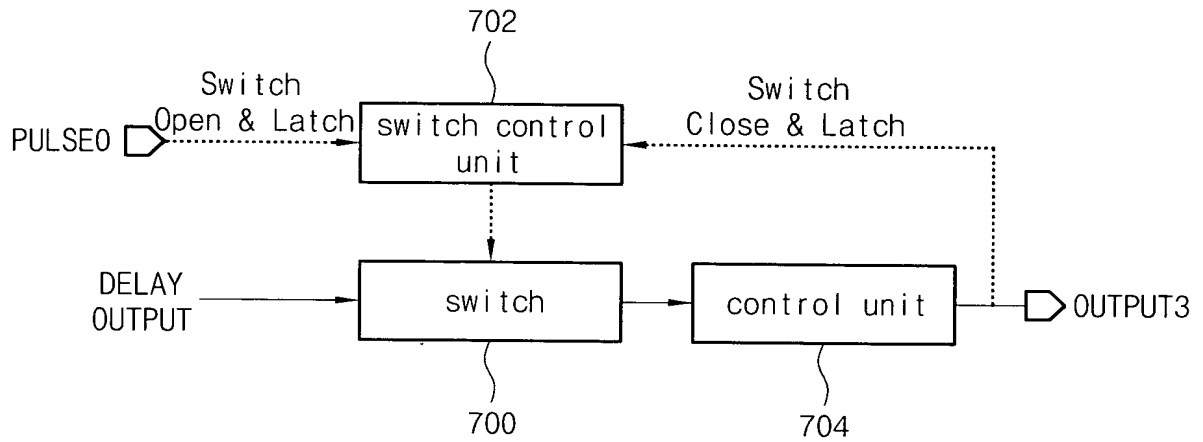 702
Switch
Open & Latch
Switch
Close & Latch
PULSE0
switch control
unit
DELAY
OUTPUT
switch
control unit
OUTPUT3
700
704